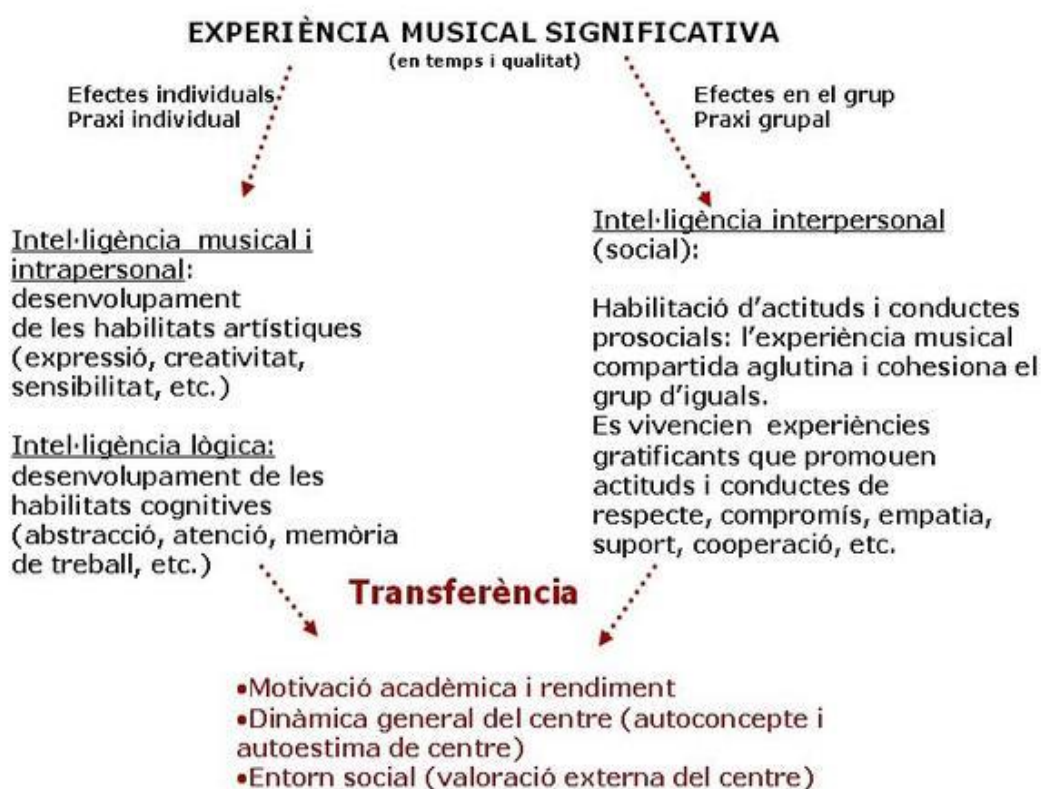 EXPERIÈNCIA MUSICAL SIGNIFICATIVA
(en temps i qualitat)
Efectes individuals
Praxi individual
Efectes en el grup
Praxi grupal
Intel·ligència musical i
intrapersonal:
desenvolupament
de les habilitats artístiques
(expressió, creativitat,
sensibilitat, etc.)
Intel·ligència lògica:
desenvolupament de les
habilitats cognitives
(abstracció, atenció, memòria
de treball, etc.)
Intel·ligència interpersonal
(social):
Habilitació d'actituds i conductes
prosocials: l'experiència musical
compartida aglutina i cohesiona el
grup d'iguals.
Es vivencien experiències
gratificants que promouen
actituds i conductes de
respecte, compromís, empatia,
suport, cooperació, etc.
Transferència
•Motivació acadèmica i rendiment
•Dinàmica general del centre (autoconcepte i
autoestima de centre)
•Entorn social (valoració externa del centre)